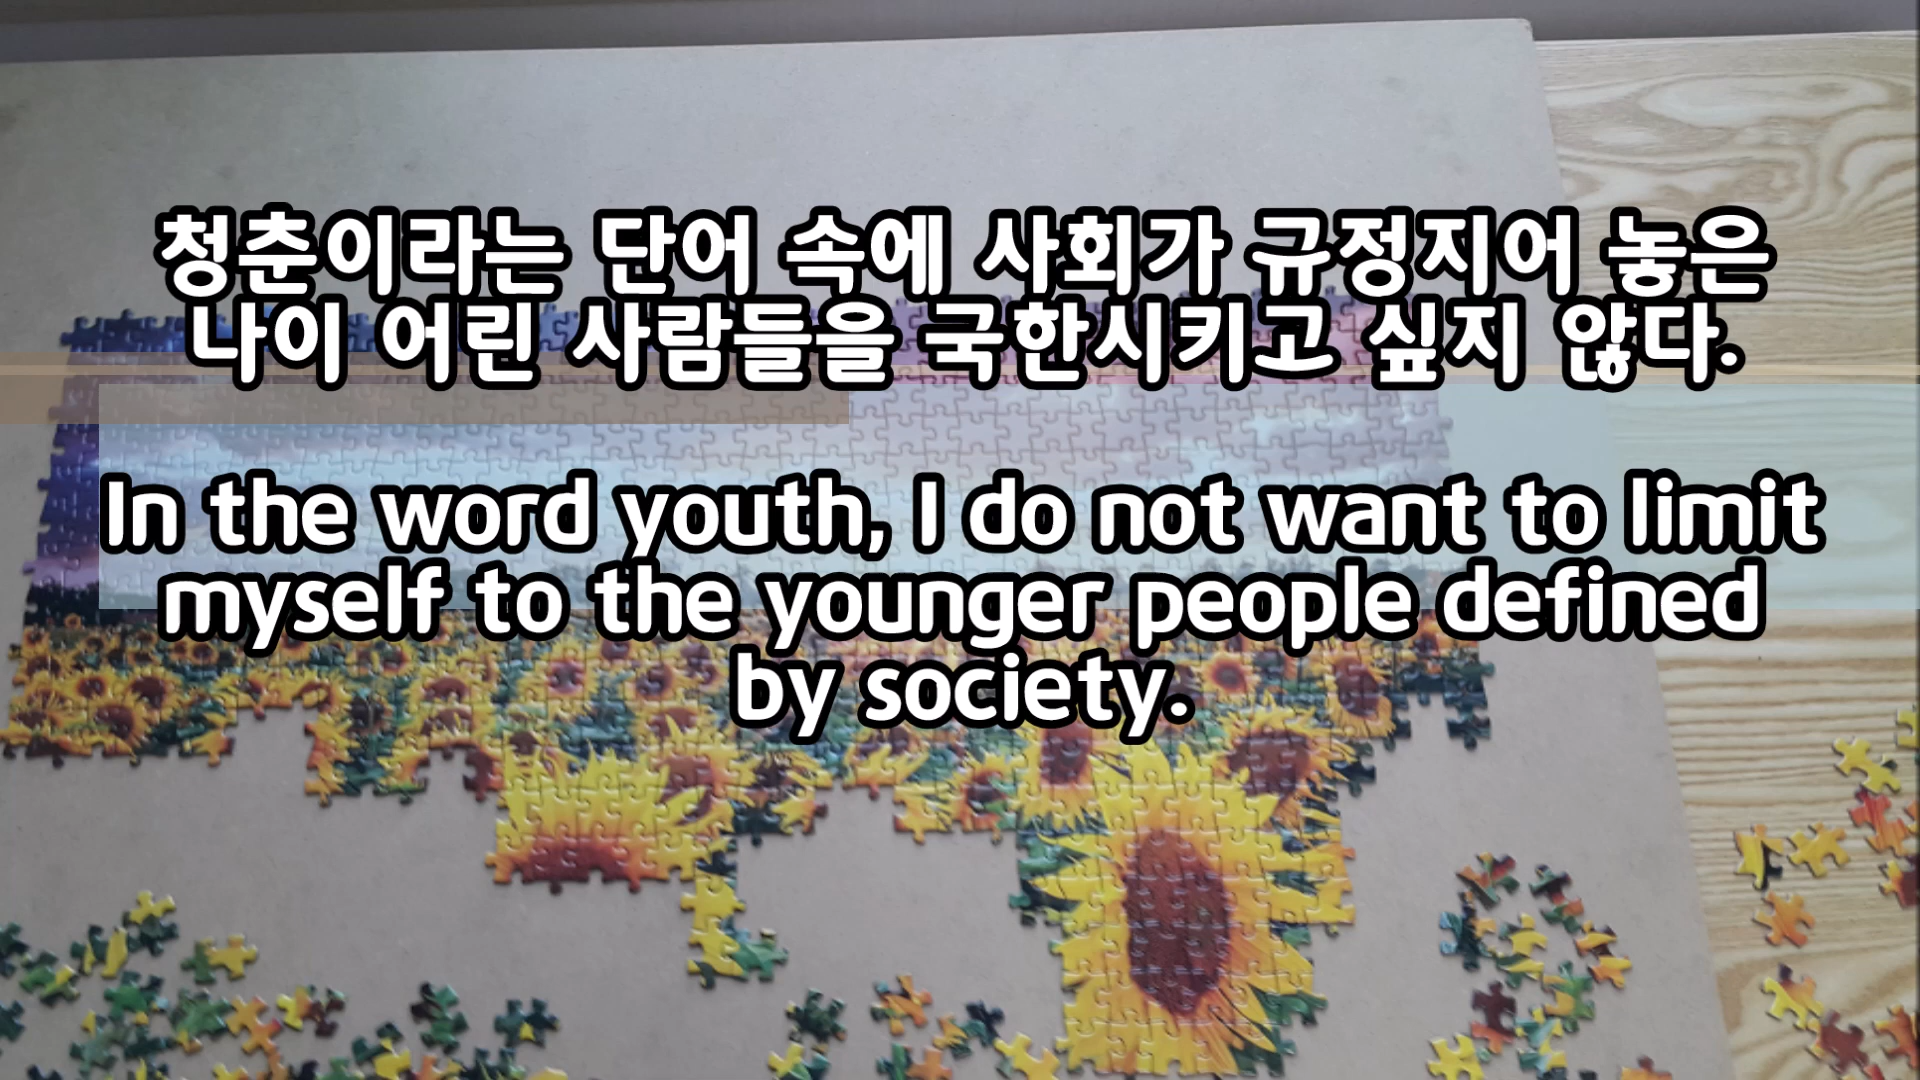 청춘이라는 단어 속에 사회가 규정지어 놓은
나이 어린 사람들을 국한시키고 싶지 않다.
In the word youth, I do not want to limit
myself to the younger people defined
by society.